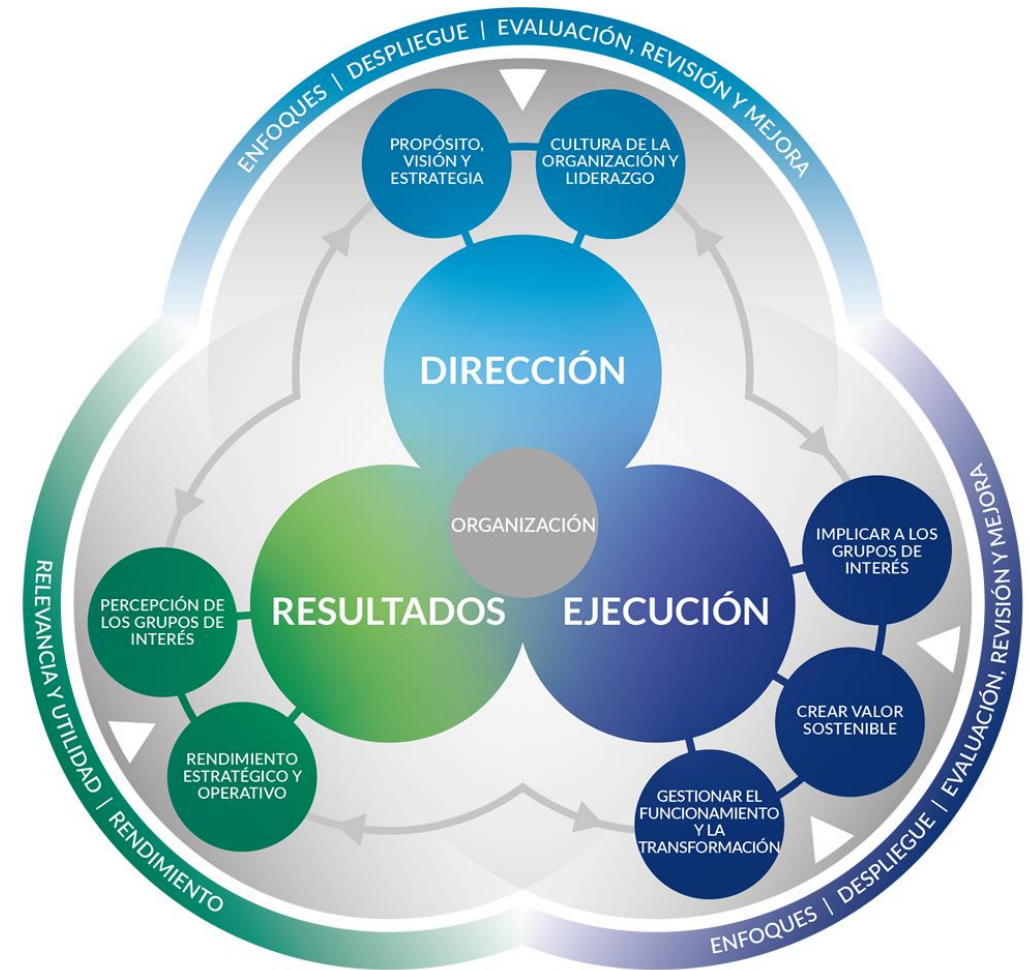 ENFOQUES | DESPLIEGUE | EVALUACIÓN, REVISIÓN Y MEJORA
PROPÓSITO,
VISIÓN Y
ESTRATEGIA
CULTURA DE LA
ORGANIZACIÓN Y
LIDERAZGO
DIRECCIÓN
ORGANIZACIÓN
RESULTADOS
EJECUCIÓN
IMPLICAR A LOS
GRUPOS DE
INTERÉS
CREAR VALOR
SOSTENIBLE
GESTIONAR EL
FUNCIONAMIENTO
Y LA
TRANSFORMACIÓN
PERCEPCIÓN DE
LOS GRUPOS DE
INTERÉS
RENDIMIENTO
ESTRATÉGICO Y
OPERATIVO
RELEVANCIA Y UTILIDAD | RENDIMIENTO
ENFOQUES | DESPLIEGUE | EVALUACIÓN, REVISIÓN Y MEJORA